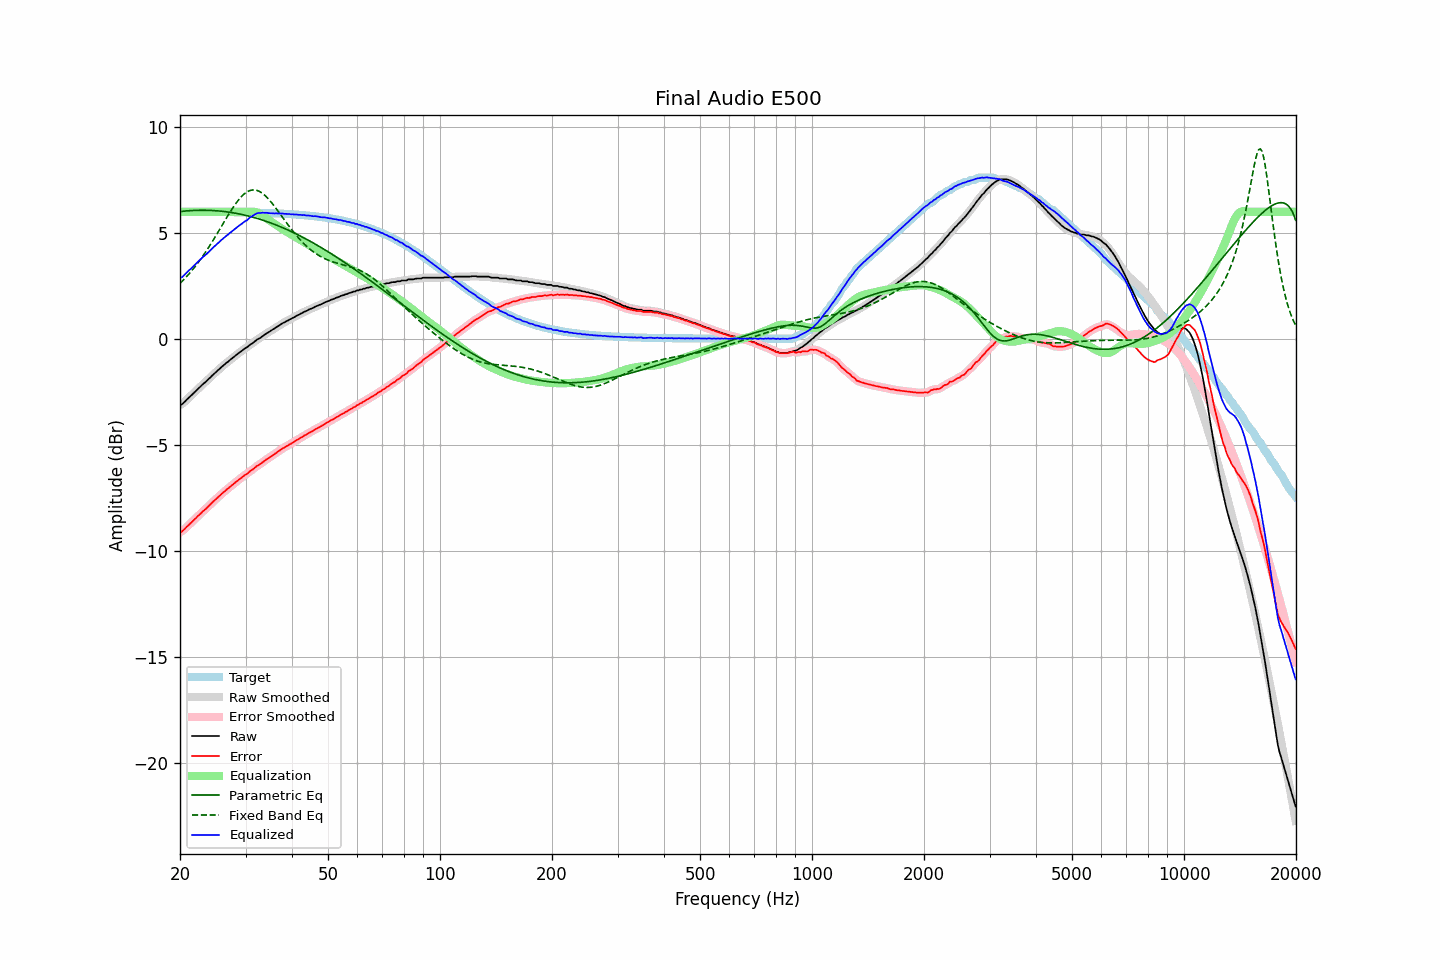 Final Audio E500
10
5
0
−5
−10
−15
−20
Amplitude (dBr)
Target
Raw Smoothed
Error Smoothed
Raw
Error
Equalization
Parametric Eq
Fixed Band Eq
Equalized
20 50 100 200 500 1000 2000 5000 10000 20000
Frequency (Hz)